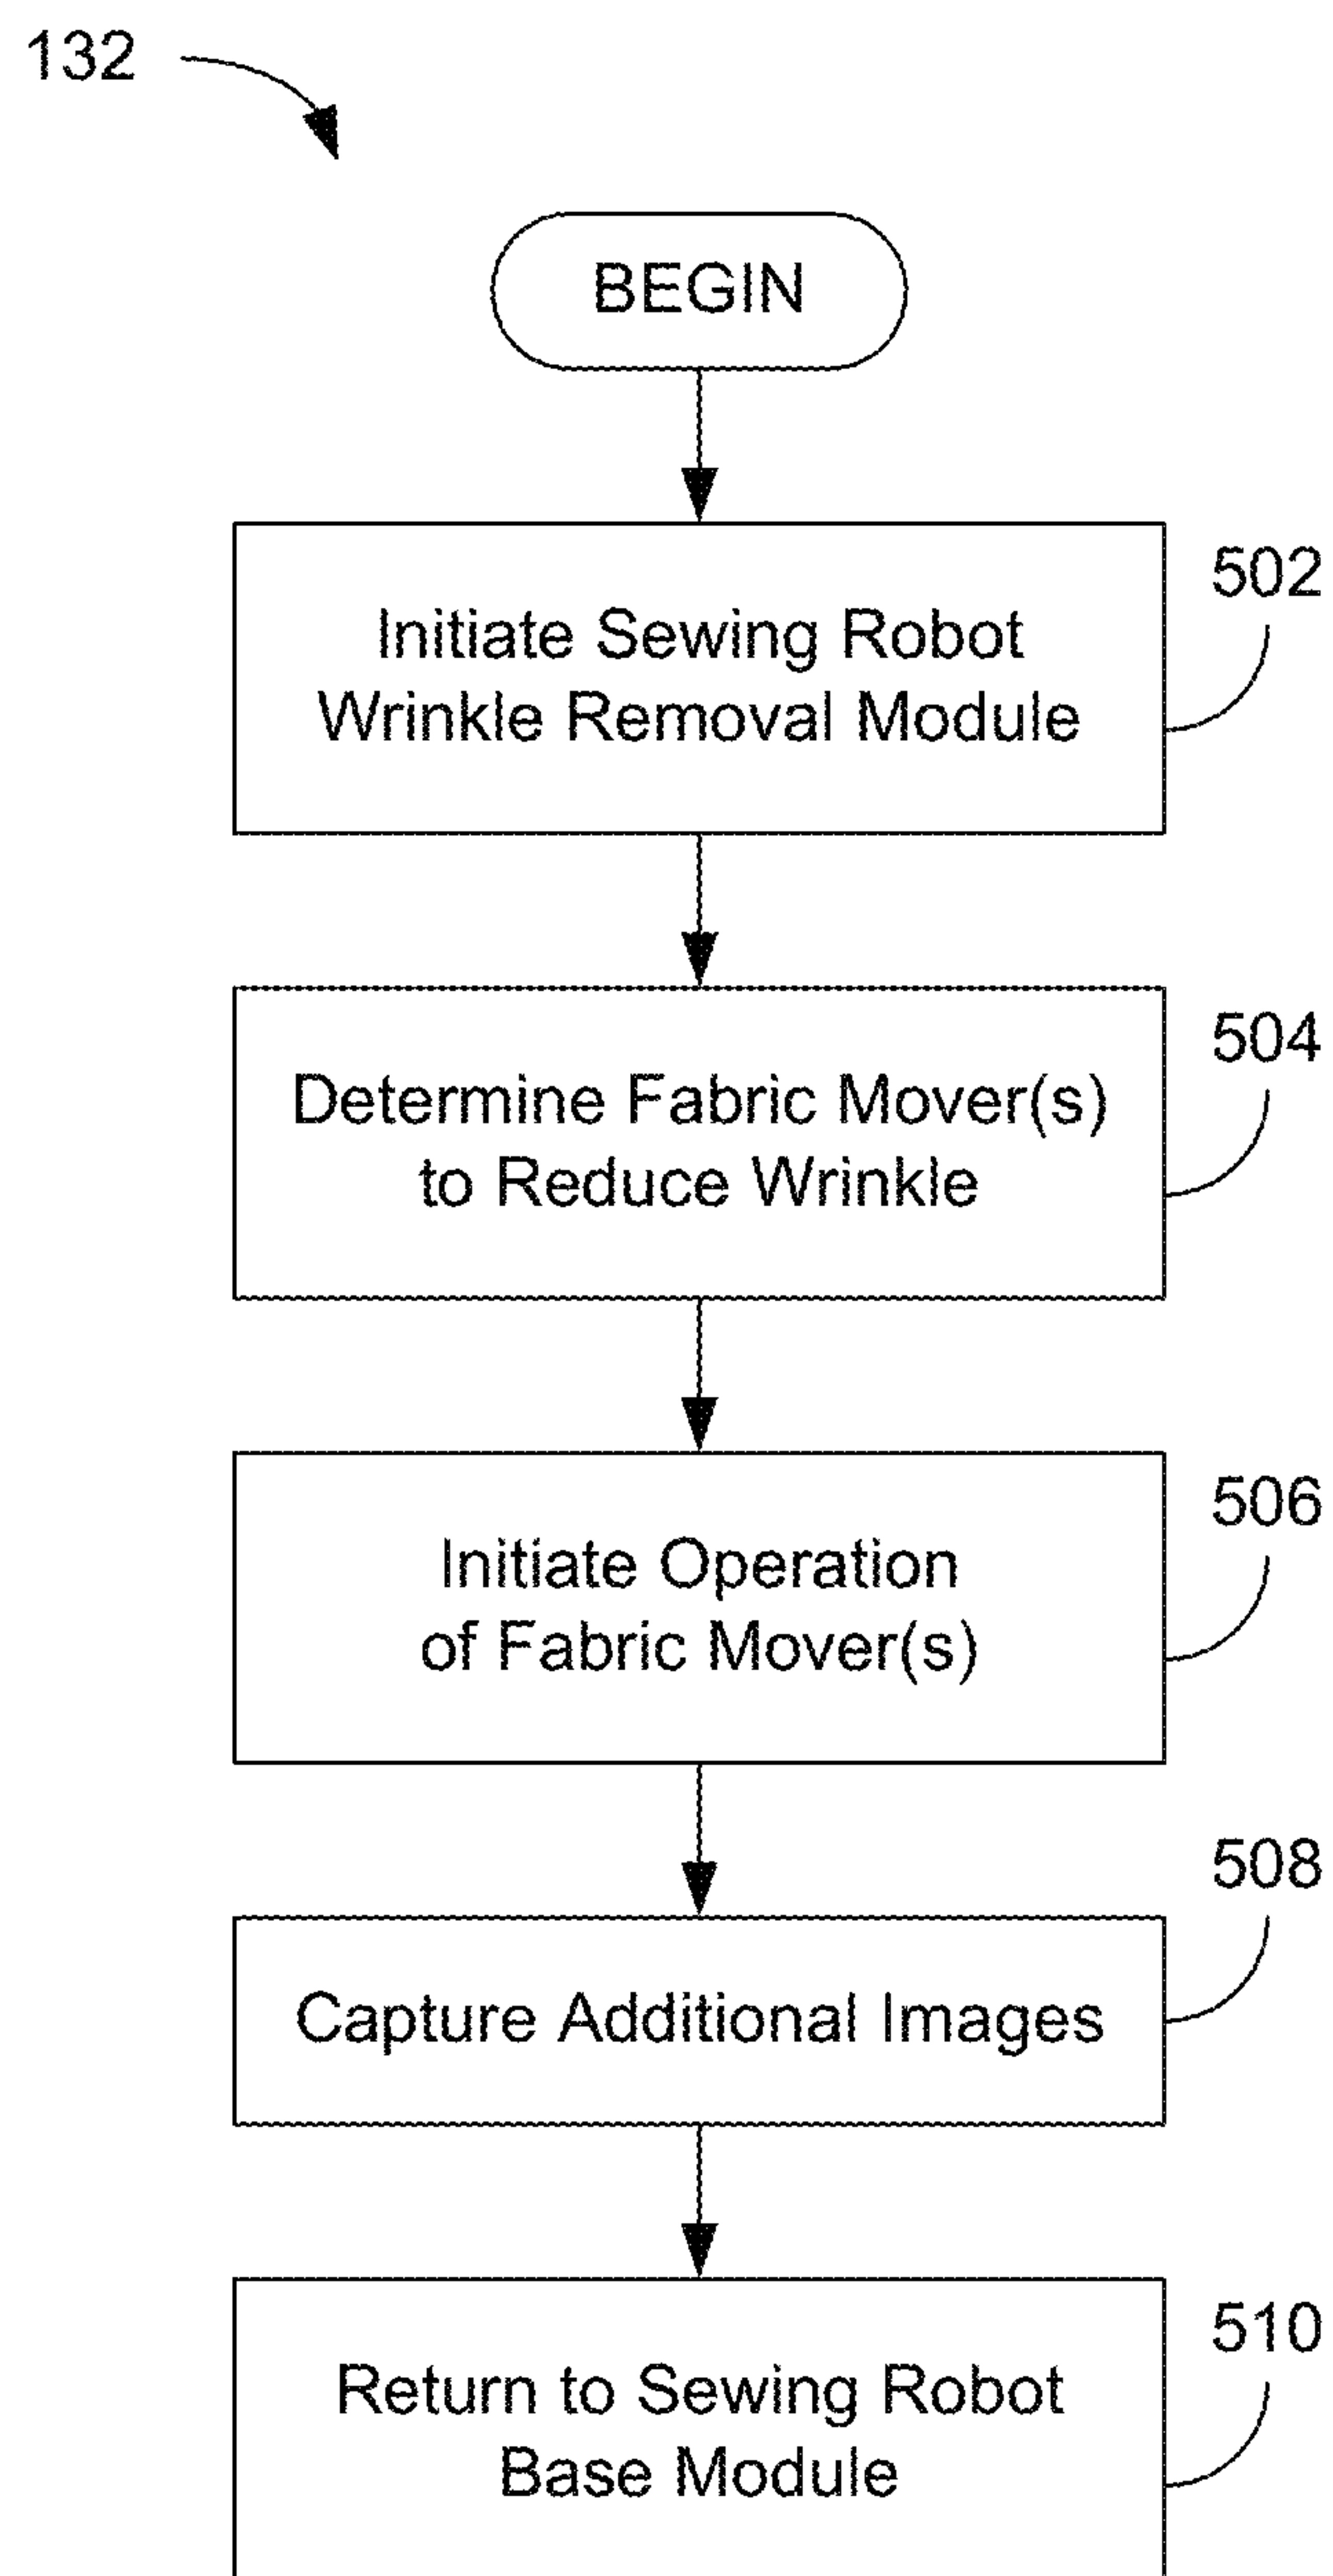 132
BEGIN
502
Initiate Sewing Robot
Wrinkle Removal Module
504
Determine Fabric Mover(s)
to Reduce Wrinkle
506
Initiate Operation
of Fabric Mover(s)
508
Capture Additional Images
510
Return to Sewing Robot
Base Module